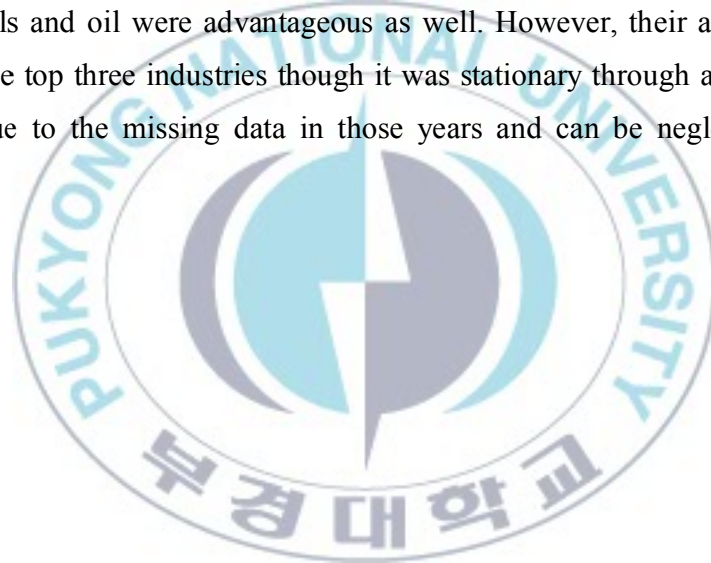 ls and oil were advantageous as well. However, their a
e top three industries though it was stationary through a
ue to the missing data in those years and can be negl
PUKYONG NATIONAL UNIVERSITY
부경대학교